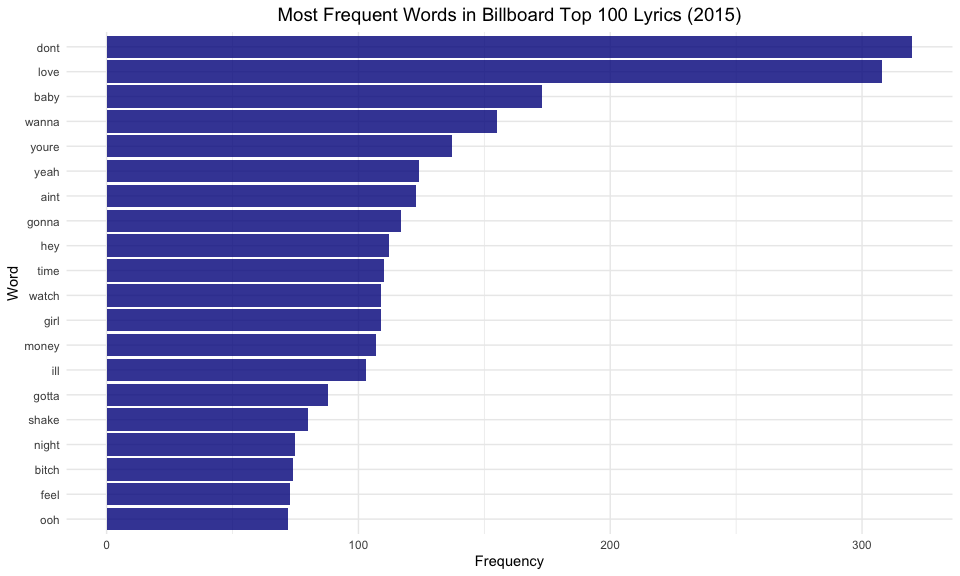 Most Frequent Words in Billboard Top 100 Lyrics (2015)
dont
love
baby
wanna
youre
yeah
aint
gonna
hey
time
watch
girl
money
ill
gotta
shake
night
bitch
feel
ooh
Word
0 100 200 300
Frequency